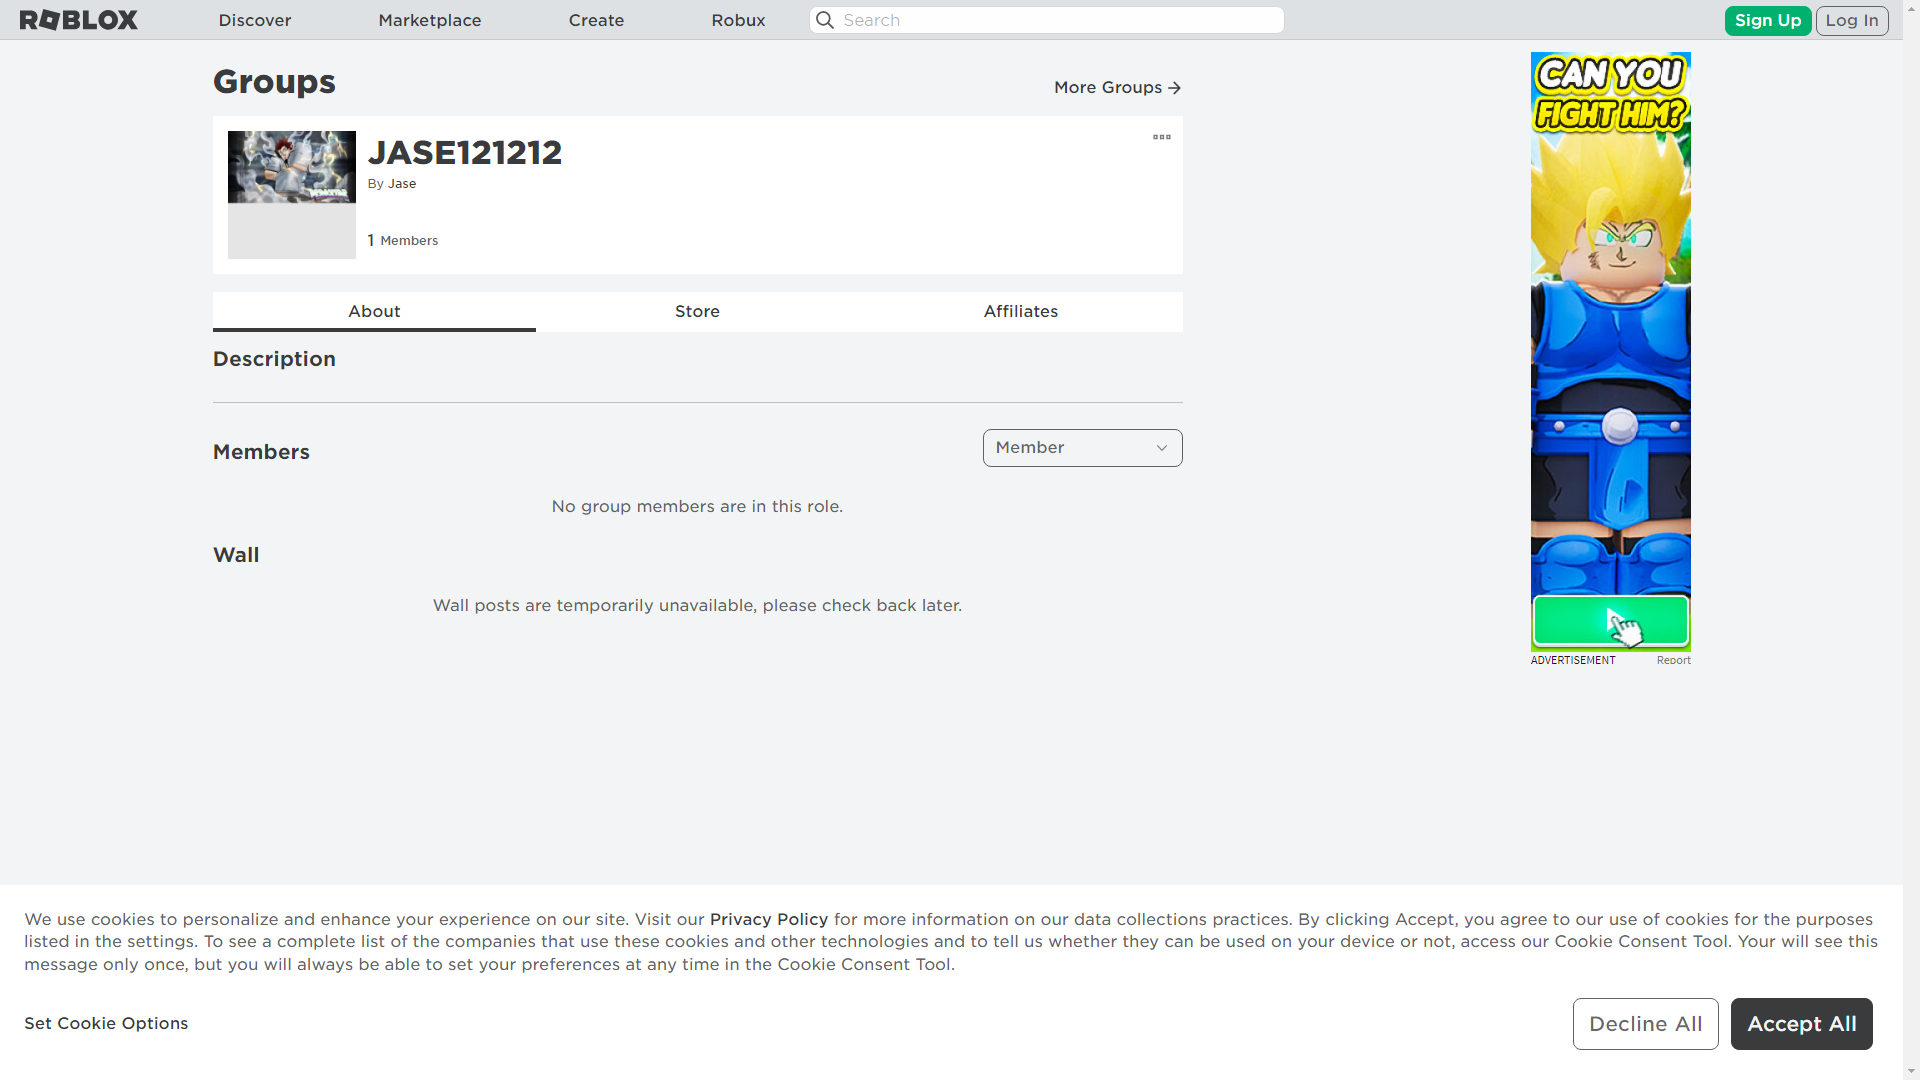 ROBLOX
Discover
Marketplace
Create
Robux
Search
Sign Up
Log In
Groups
More Groups
JASE121212
By Jase
1 Members
About
Store
Affiliates
Description
Members
Member
No group members are in this role.
Wall
Wall posts are temporarily unavailable, please check back later.
CAN YOU
FIGHT HIM?
ADVERTISEMENT
Report
We use cookies to personalize and enhance your experience on our site. Visit our Privacy Policy for more information on our data collections practices. By clicking Accept, you agree to our use of cookies for the purposes
listed in the settings. To see a complete list of the companies that use these cookies and other technologies and to tell us whether they can be used on your device or not, access our Cookie Consent Tool. Your will see this
message only once, but you will always be able to set your preferences at any time in the Cookie Consent Tool.
Set Cookie Options
Decline All
Accept All